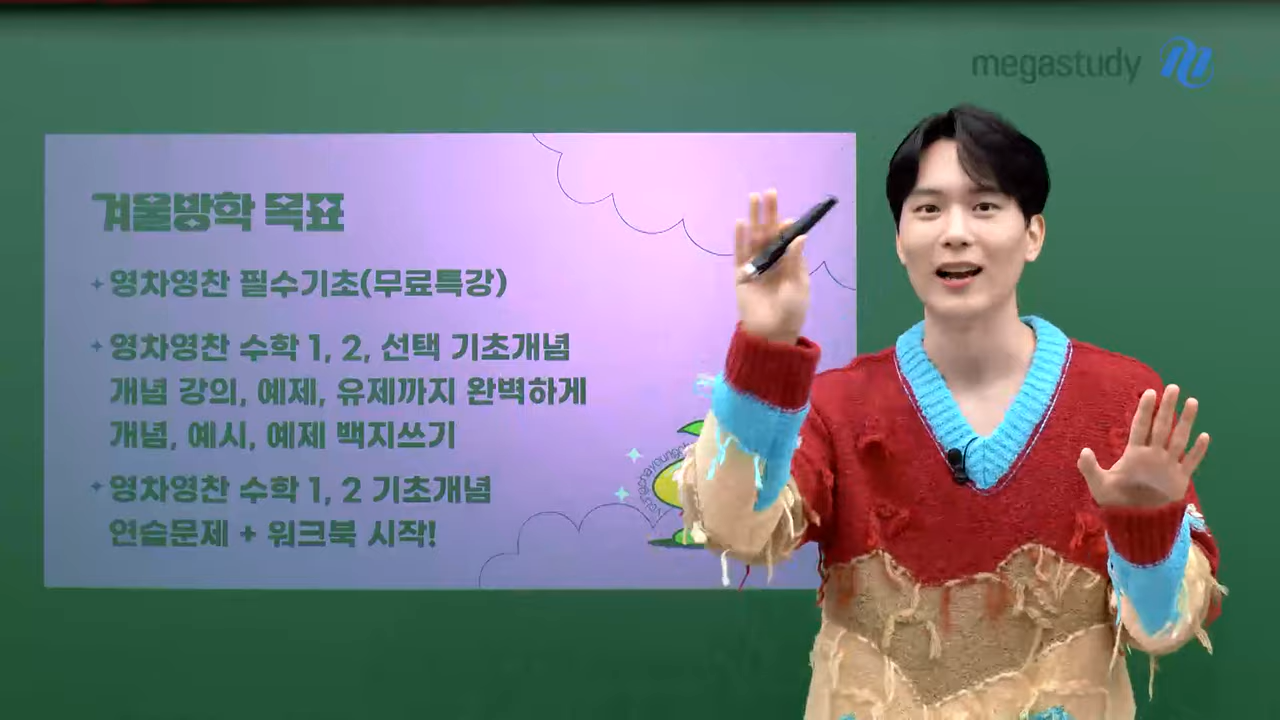 megastudy
겨울방학 목표
영차영찬 필수기초(무료특강)
영차영찬 수학 1, 2, 선택 기초개념
개념 강의, 예제, 유제까지 완벽하게
개념, 예시, 예제 백지쓰기
영차영찬 수학 1, 2 기초개념
연습문제 + 워크북 시작!